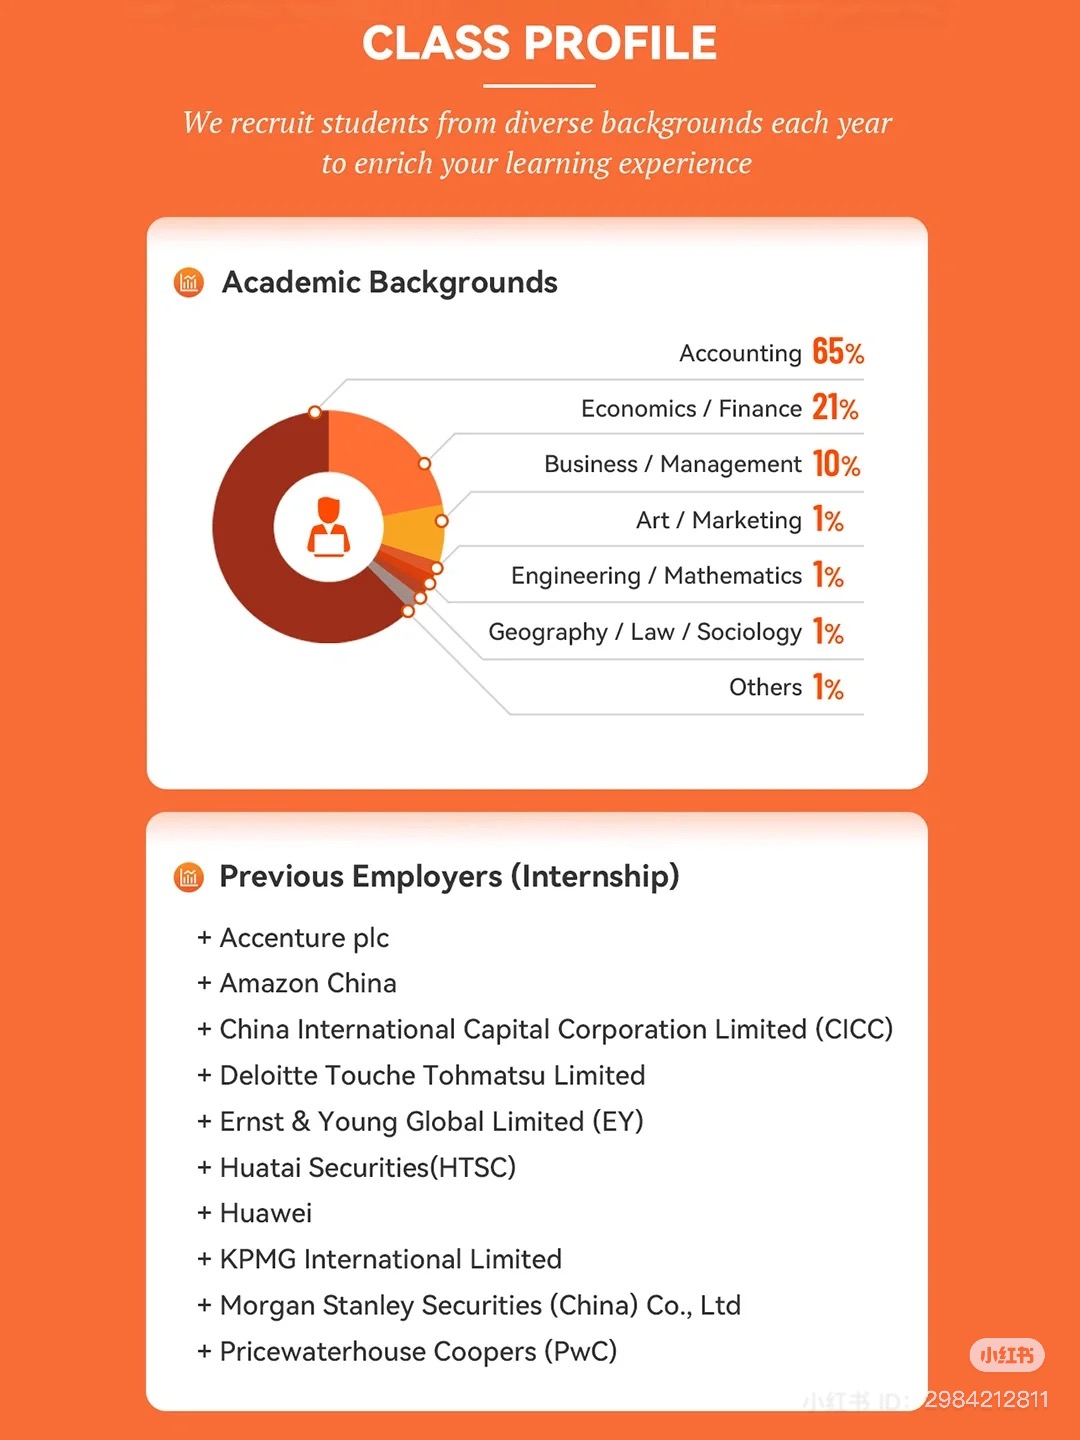 CLASS PROFILE
We recruit students from diverse backgrounds each year
to enrich your learning experience
Academic Backgrounds
Accounting 65%
Economics / Finance 21%
Business / Management 10%
Art / Marketing 1%
Engineering / Mathematics 1%
Geography / Law / Sociology 1%
Others 1%
Previous Employers (Internship)
+ Accenture plc
+ Amazon China
+ China International Capital Corporation Limited (CICC)
+ Deloitte Touche Tohmatsu Limited
+ Ernst & Young Global Limited (EY)
+ Huatai Securities(HTSC)
+ Huawei
+ KPMG International Limited
+ Morgan Stanley Securities (China) Co., Ltd
+ Pricewaterhouse Coopers (PwC)
小红书
小红书 ID: 2984212811